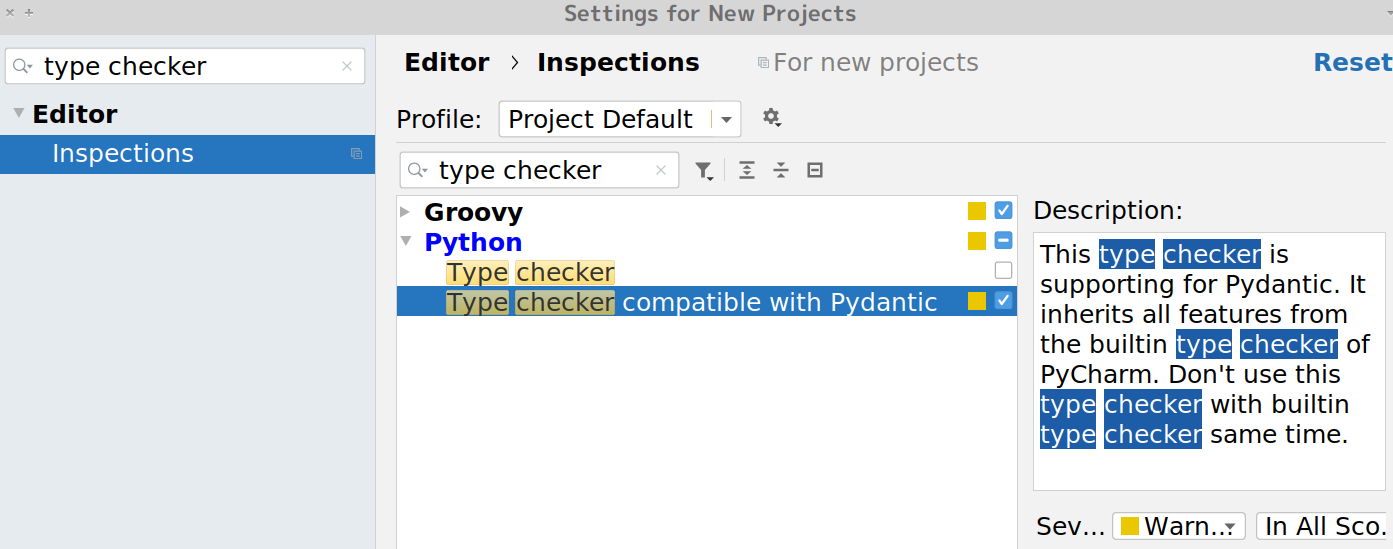 Settings for New Projects
type checker
Editor
Inspections
Editor › Inspections For new projects Reset
Profile: Project Default
type checker
Groovy
Python
Type checker
Type checker compatible with Pydantic
Description:
This type checker is
supporting for Pydantic. It
inherits all features from
the builtin type checker of
PyCharm. Don't use this
type checker with builtin
type checker same time.
Sev... Warn... In All Sco.